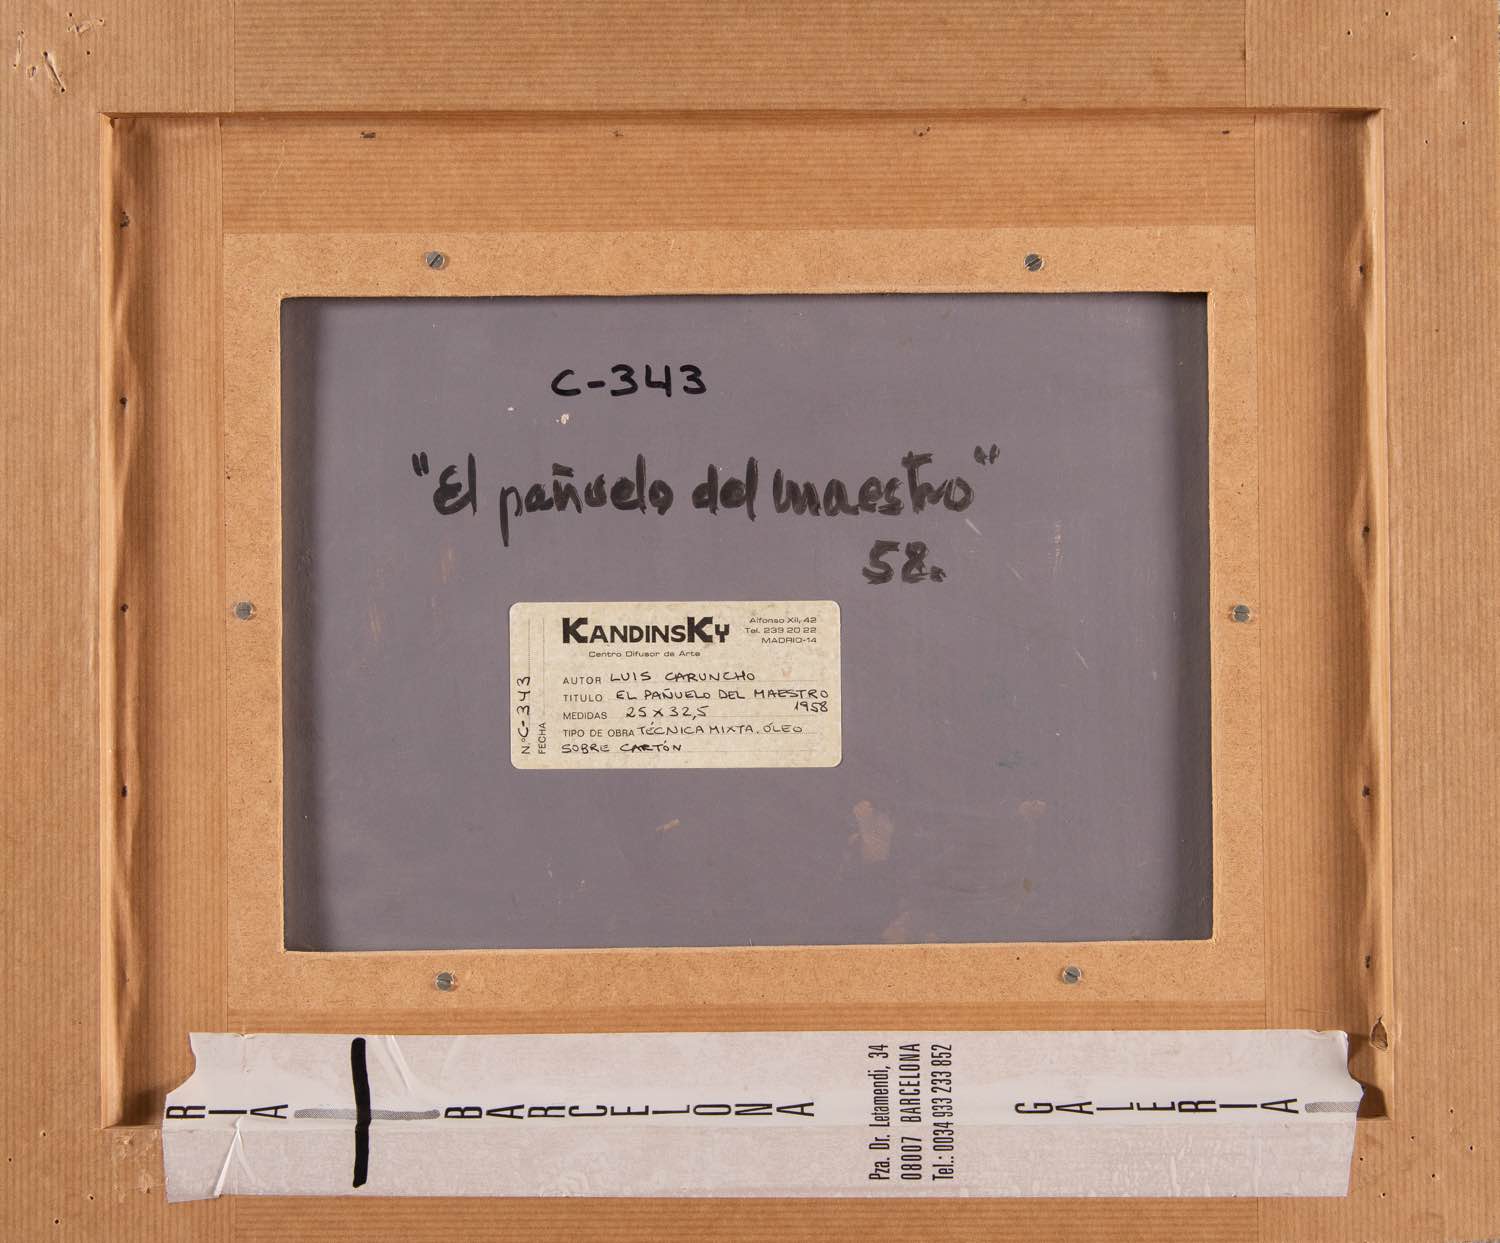 C-343
"El pañuelo del maestro"
58.
KANDINSKY
Centro Difusor de Arte
Alfonso XII, 42
Tel. 239 20 22
MADRID-14
N.º C-343
FECHA
AUTOR LUIS CARUNCHO
TITULO EL PAÑUELO DEL MAESTRO
1958
MEDIDAS 25 x 32,5
TIPO DE OBRA TÉCNICA MIXTA. ÓLEO
SOBRE CARTÓN
RIA BARCELONA
Pza. Dr. Letamendi, 34
08007 BARCELONA
Tel.: 0034 933 233 852
GALERIA